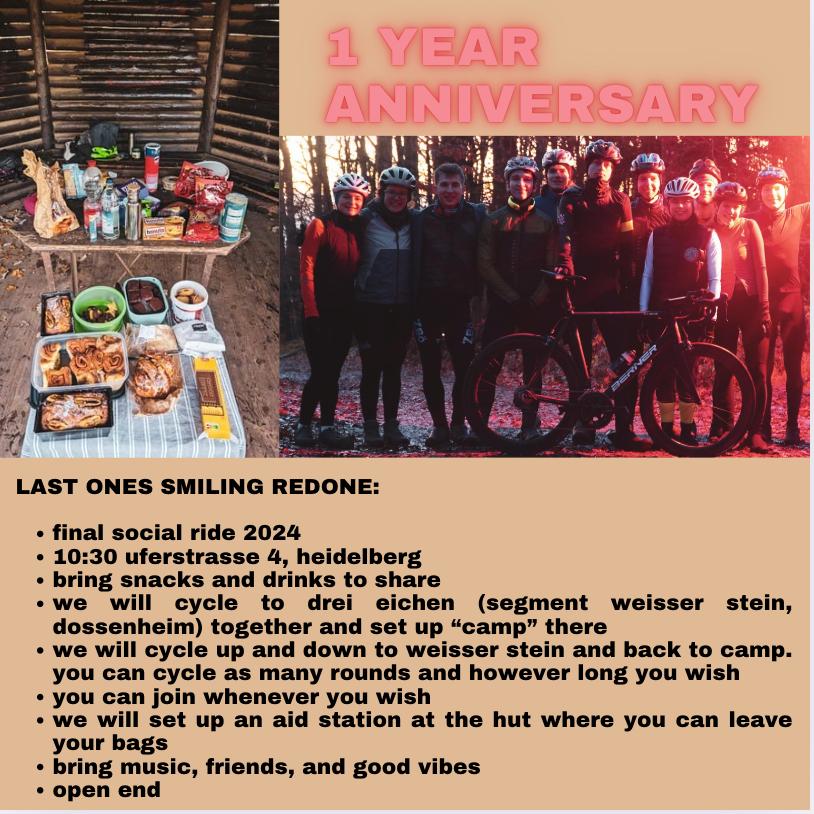 1 YEAR
ANNIVERSARY
BERNER
LAST ONES SMILING REDONE:
• final social ride 2024
• 10:30 uferstrasse 4, heidelberg
• bring snacks and drinks to share
• we will cycle to drei eichen (segment weisser stein,
dossenheim) together and set up “camp” there
• we will cycle up and down to weisser stein and back to camp.
you can cycle as many rounds and however long you wish
• you can join whenever you wish
• we will set up an aid station at the hut where you can leave
your bags
• bring music, friends, and good vibes
• open end